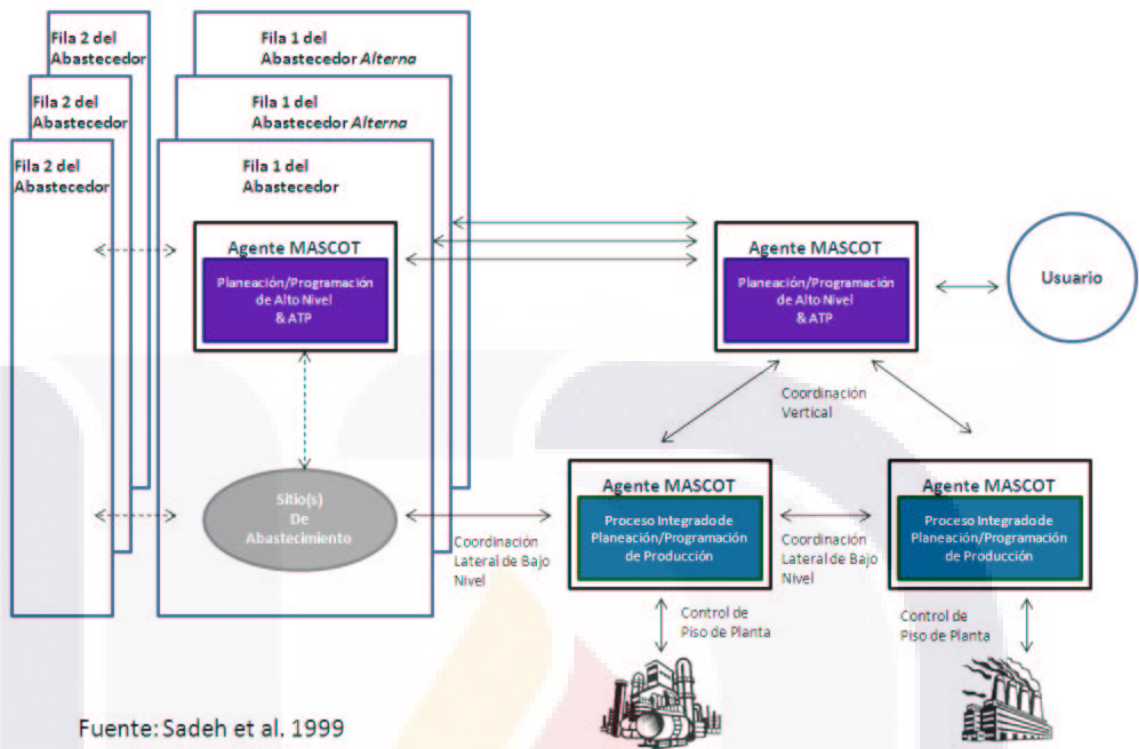 Fila 2 del
Abastecedor
Fila 1 del
Abastecedor Alterna
Fila 2 del
Abastecedor
Fila 1 del
Abastecedor Alterna
Fila 2 del
Abastecedor
Fila 1 del
Abastecedor
Agente MASCOT
Planeación/Programación
de Alto Nivel
& ATP
Agente MASCOT
Planeación/Programación
de Alto Nivel
& ATP
Usuario
Coordinación
Vertical
Sitio(s)
De
Abastecimiento
Coordinación
Lateral de Bajo
Nivel
Agente MASCOT
Proceso Integrado de
Planeación/Programación
de Producción
Coordinación
Lateral de Bajo
Nivel
Agente MASCOT
Proceso Integrado de
Planeación/Programación
de Producción
Control de
Piso de Planta
Control de
Piso de Planta
Fuente: Sadeh et al. 1999